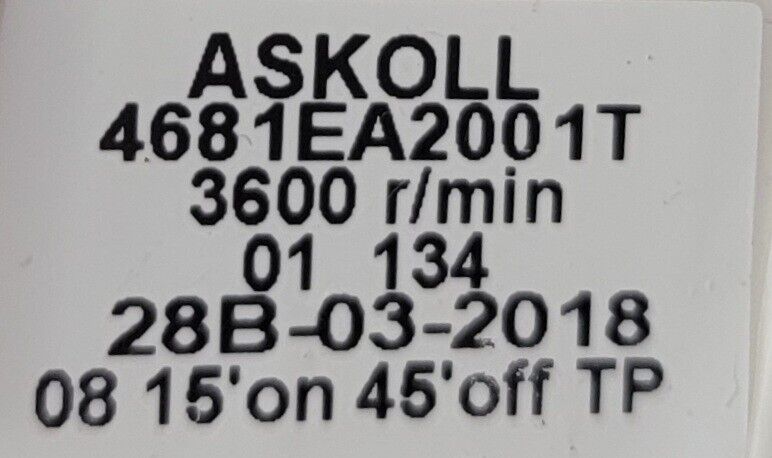 ASKOLL
4681EA2001T
3600 r/min
01 134
28B-03-2018
08 15'on 45'off TP